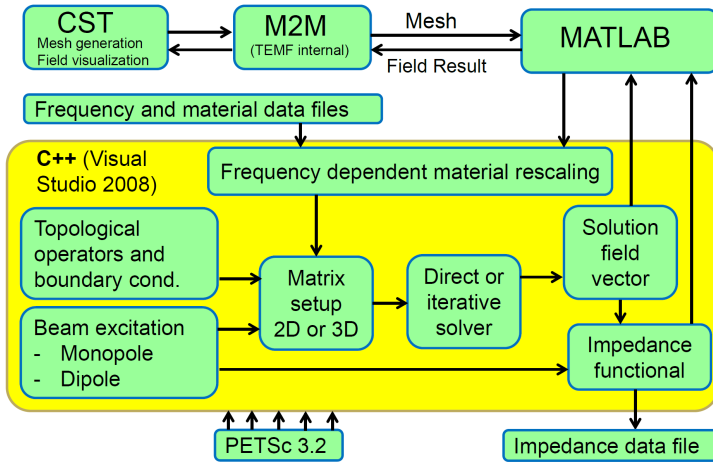 CST
Mesh generation
Field visualization
M2M
(TEMF internal)
Mesh
Field Result
MATLAB
Frequency and material data files
C++ (Visual
Studio 2008)
Frequency dependent material rescaling
Topological
operators and
boundary cond.
Matrix
setup
2D or 3D
Direct or
iterative
solver
Solution
field
vector
Beam excitation
- Monopole
- Dipole
Impedance
functional
PETSc 3.2
Impedance data file